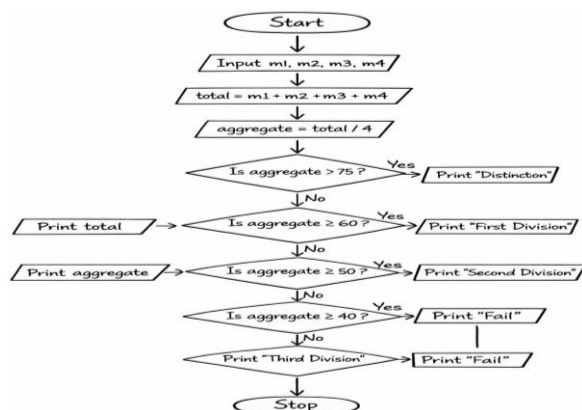 Start
Input m1, m2, m3, m4
total = m1 + m2 + m3 + m4
aggregate = total / 4
Is aggregate > 75 ?
Yes
Print "Distincton"
No
Print total
Is aggregate ≥ 60 ?
Yes
Print "First Division"
No
Print aggregate
Is aggregate ≥ 50 ?
Yes
Print "Second Division"
No
Is aggregate ≥ 40 ?
Yes
Print "Fail"
No
Print "Third Division"
Print "Fail"
Stop